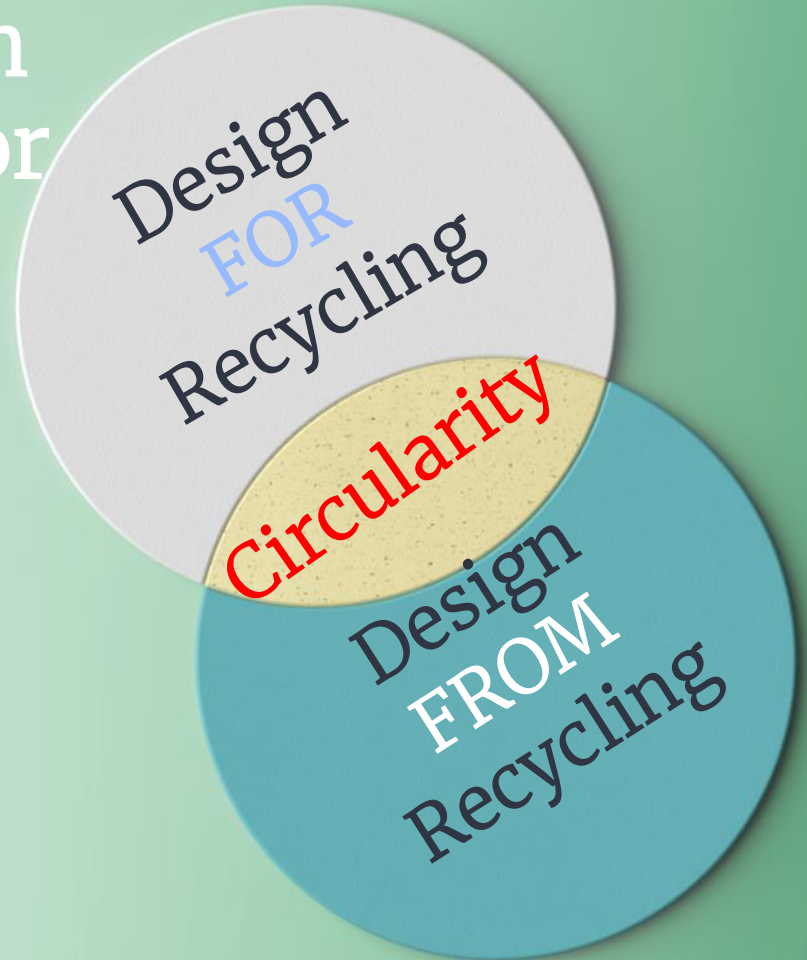 Design
FOR
Recycling
Circularity
Design
FROM
Recycling